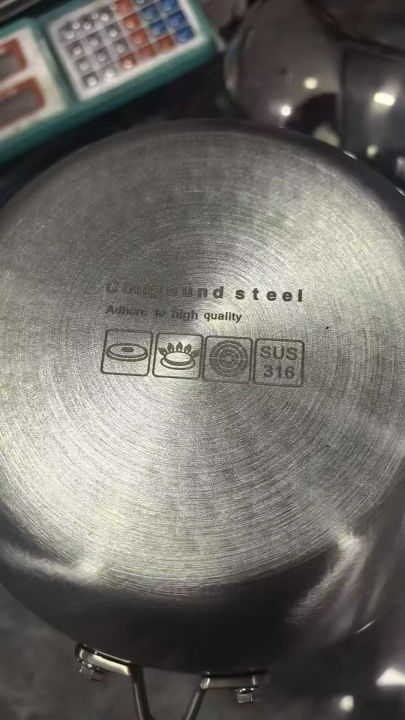 Compound steel
Adhere to high quality
SUS
316